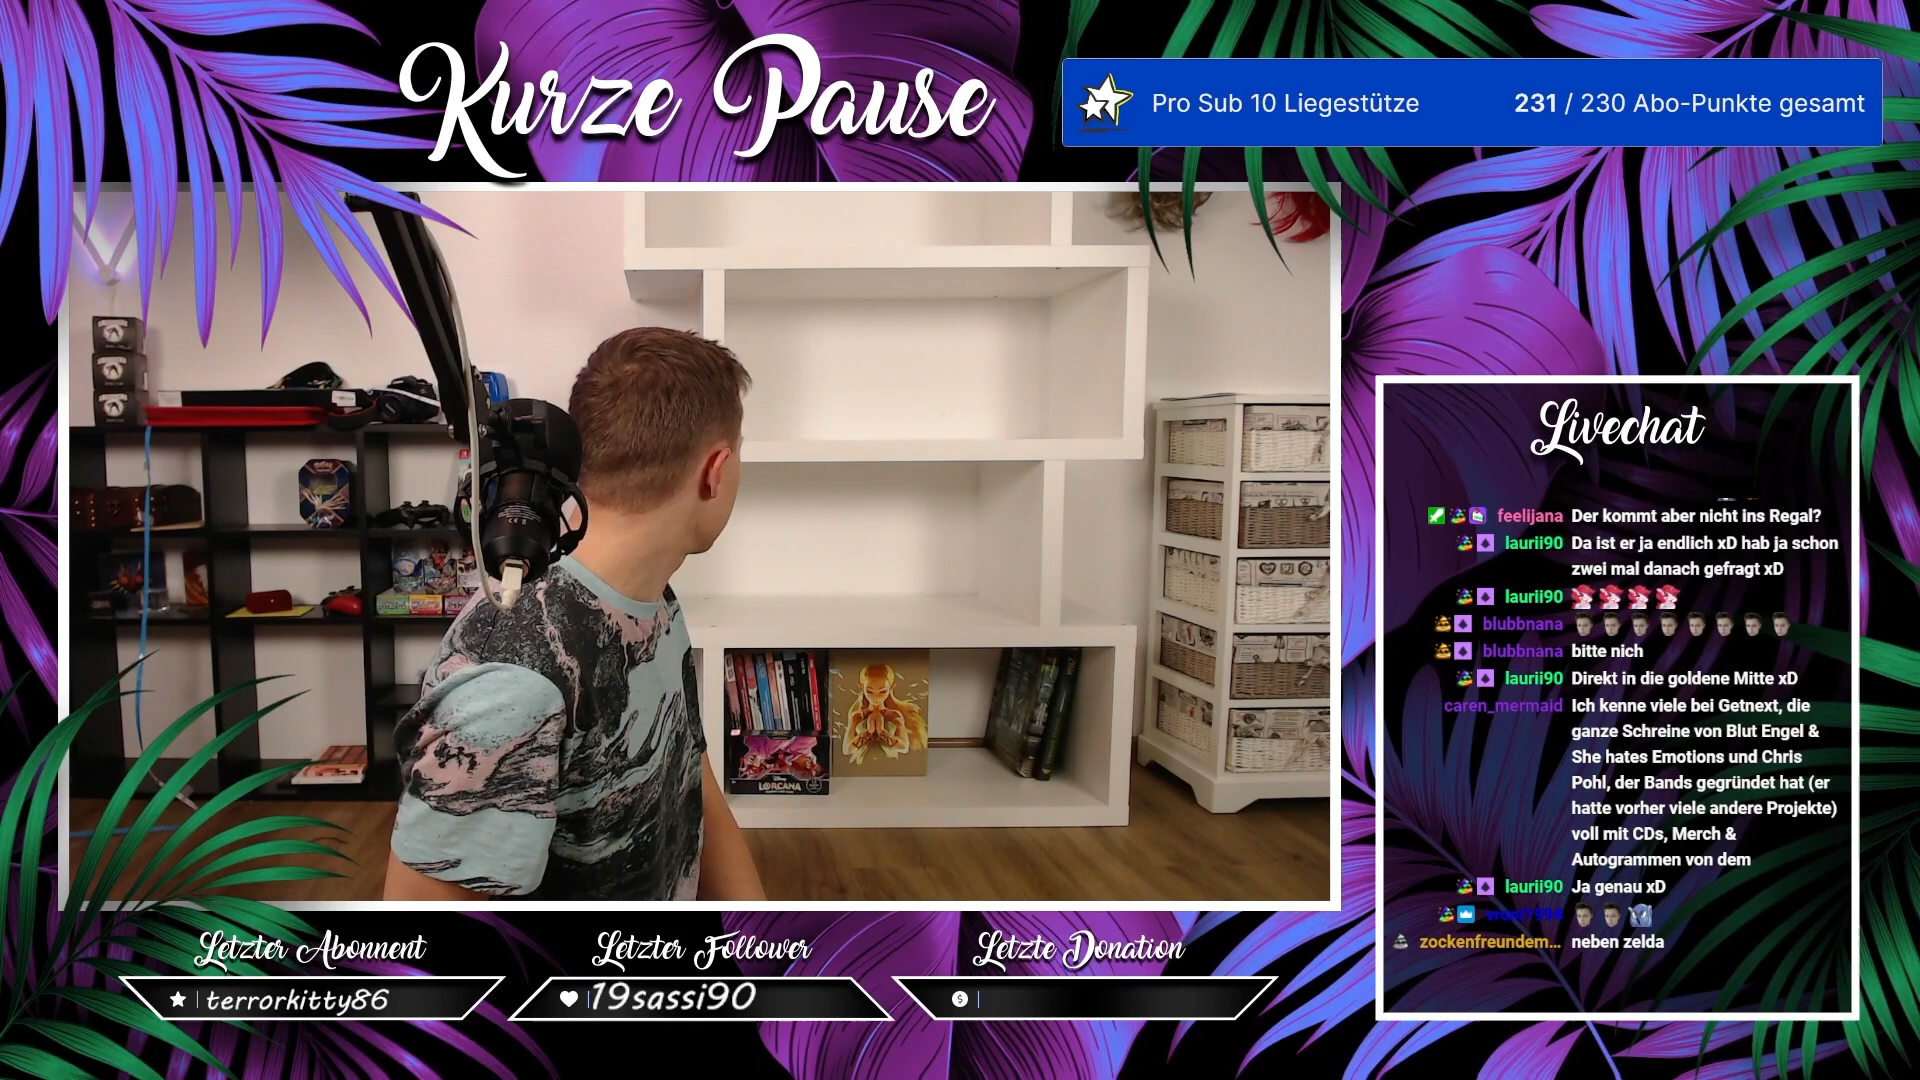 Kurze Pause
Pro Sub 10 Liegestütze
231 / 230 Abo-Punkte gesamt
Livechat
feelijana Der kommt aber nicht ins Regal?
laurii90 Da ist er ja endlich xD hab ja schon
zwei mal danach gefragt xD
laurii90
blubbnana
blubbnana bitte nich
laurii90 Direkt in die goldene Mitte xD
caren_mermaid Ich kenne viele bei Getnext, die
ganze Schreine von Blut Engel &
She hates Emotions und Chris
Pohl, der Bands gegründet hat (er
hatte vorher viele andere Projekte)
voll mit CDs, Merch &
Autogrammen von dem
laurii90 Ja genau xD
zockenfreundem... neben zelda
Disney
LORCANA
Letzter Abonnent
terrorkitty86
Letzter Follower
19sassi90
Letzte Donation